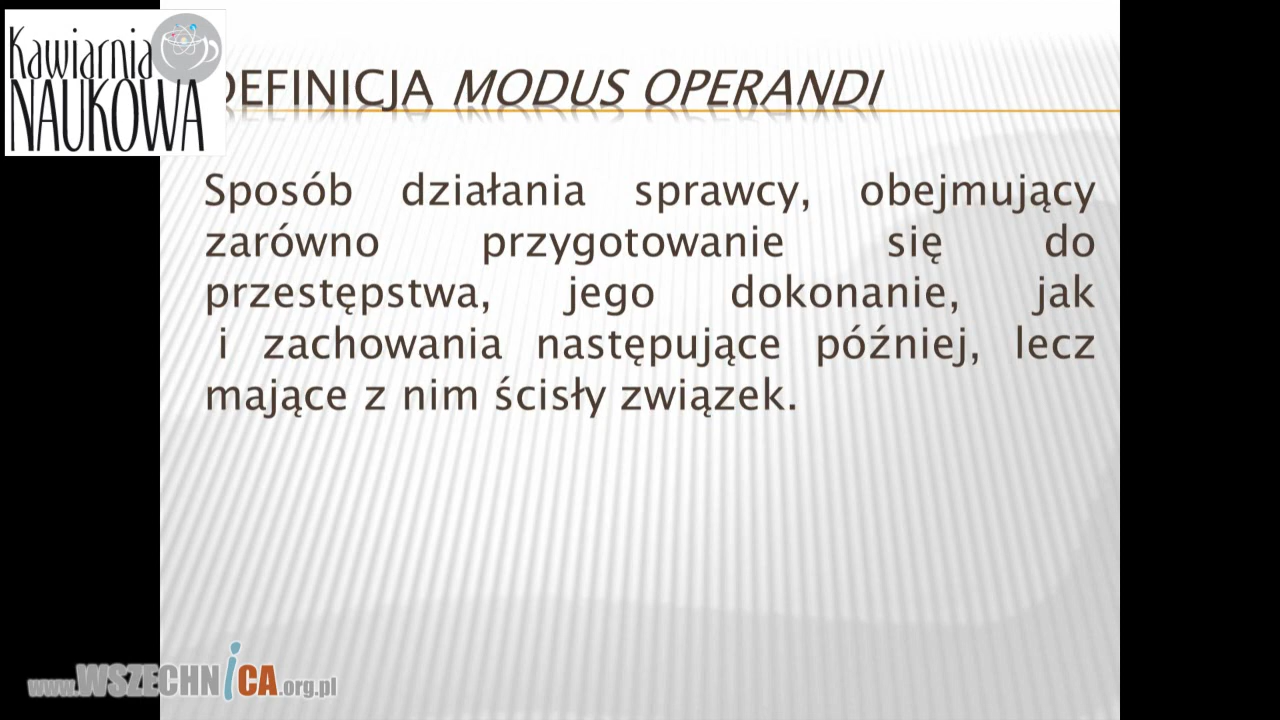 Kawiarnia
NAUKOWA
DEFINICJA MODUS OPERANDI
Sposób działania sprawcy, obejmujący
zarówno przygotowanie się do
przestępstwa, jego dokonanie, jak
i zachowania następujące później, lecz
mające z nim ścisły związek.
www.WSZECHNiCA.org.pl